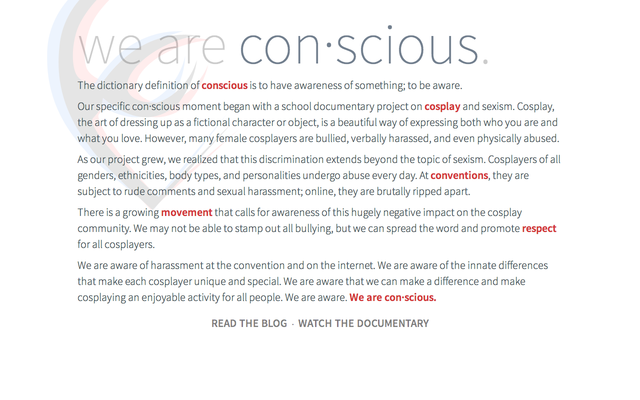 we are con·scious.
The dictionary definition of conscious is to have awareness of something; to be aware.
Our specific con·scious moment began with a school documentary project on cosplay and sexism. Cosplay,
the art of dressing up as a fictional character or object, is a beautiful way of expressing both who you are and
what you love. However, many female cosplayers are bullied, verbally harassed, and even physically abused.
As our project grew, we realized that this discrimination extends beyond the topic of sexism. Cosplayers of all
genders, ethnicities, body types, and personalities undergo abuse every day. At conventions, they are
subject to rude comments and sexual harassment; online, they are brutally ripped apart.
There is a growing movement that calls for awareness of this hugely negative impact on the cosplay
community. We may not be able to stamp out all bullying, but we can spread the word and promote respect
for all cosplayers.
We are aware of harassment at the convention and on the internet. We are aware of the innate differences
that make each cosplayer unique and special. We are aware that we can make a difference and make
cosplaying an enjoyable activity for all people. We are aware. We are con·scious.
READ THE BLOG · WATCH THE DOCUMENTARY